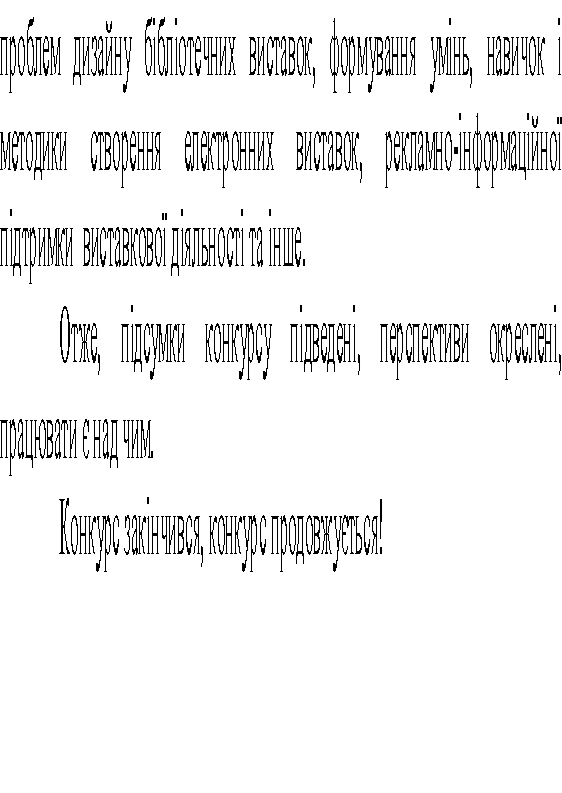 проблем дизайну бібліотечних виставок, формування умінь, навичок і
методики створення електронних виставок, рекламно-інформаційної
підтримки виставкової діяльності та інше.
Отже, підсумки конкурсу підведені, перспективи окреслені,
працювати є над чим.
Конкурс закінчився, конкурс продовжується!